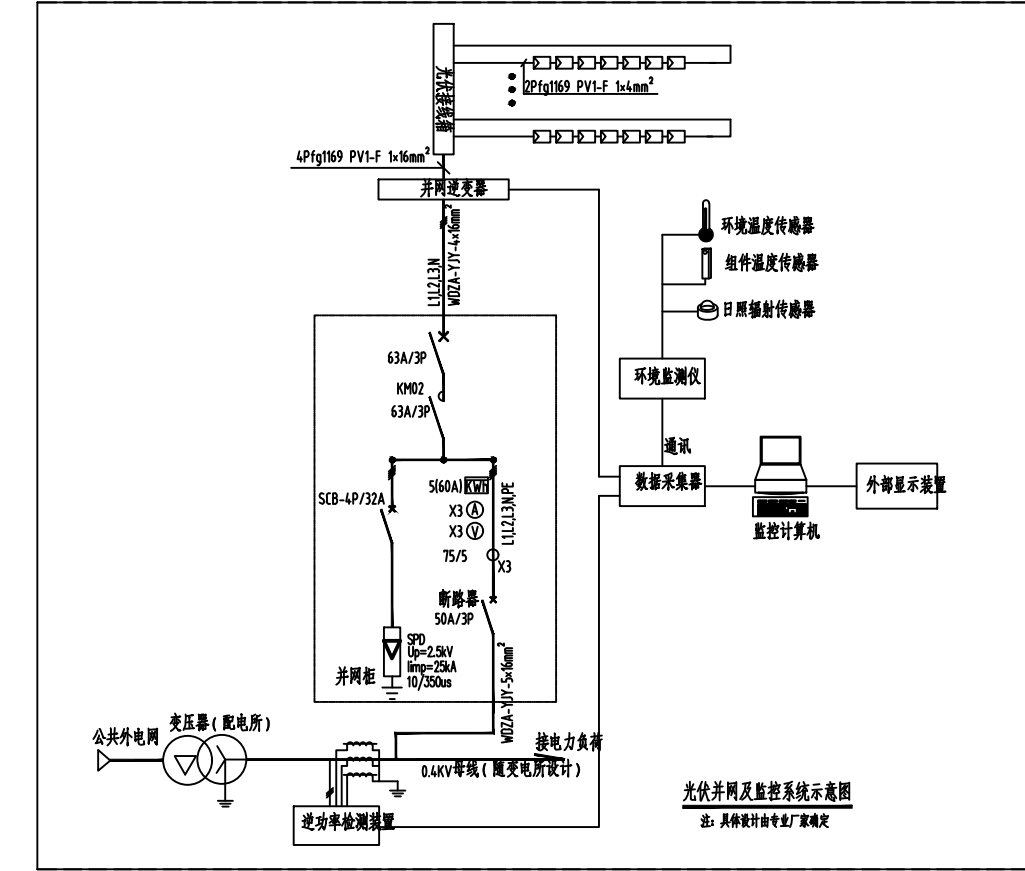 光伏接线箱
2Pfg1169 PV1-F 1×4mm²
4Pfg1169 PV1-F 1×16mm²
并网逆变器
L1,L2,L3,N
WDZA-YJY-4×16mm²
环境温度传感器
组件温度传感器
日照辐射传感器
环境监测仪
通讯
数据采集器
监控计算机
外部显示装置
63A/3P
KM02
63A/3P
SCB-4P/32A
5(60A) KWh
X3 A
X3 V
75/5
X3
L1,L2,L3,N,PE
断路器
50A/3P
SPD
Up=2.5kV
Iimp=25kA
10/350us
并网柜
WDZA-YJY-5×16mm²
公共外电网
变压器(配电所)
接电力负荷
0.4KV母线(随变电所设计)
逆功率检测装置
光伏并网及监控系统示意图
注: 具体设计由专业厂家确定